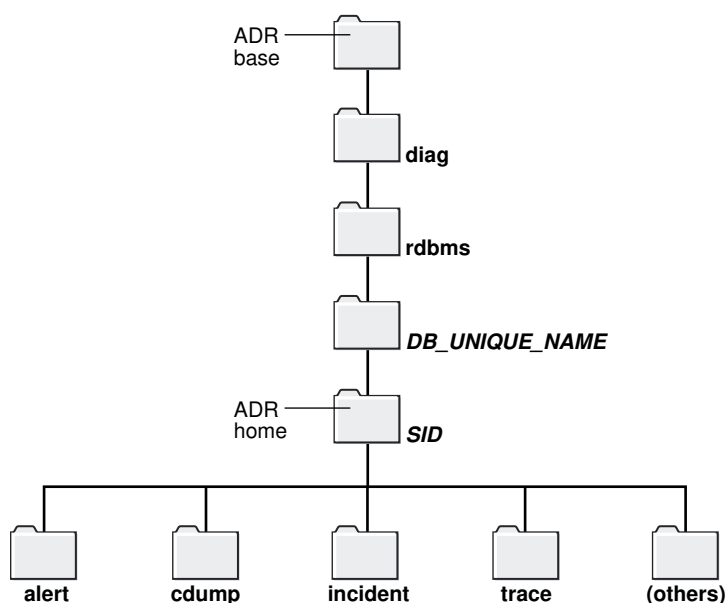 ADR
base
diag
rdbms
DB_UNIQUE_NAME
ADR
home
SID
alert
cdump
incident
trace
(others)